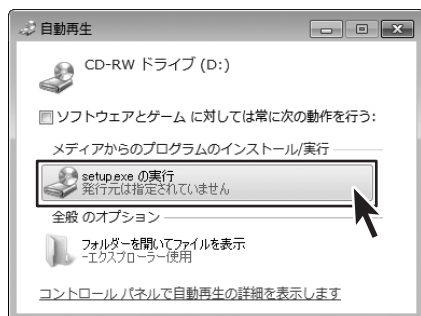 自動再生
CD-RW ドライブ (D:)
ソフトウェアとゲーム に対しては常に次の動作を行う:
メディアからのプログラムのインストール/実行
setup.exe の実行
発行元は指定されていません
全般 のオプション
フォルダーを開いてファイルを表示
-エクスプローラー使用
コントロール パネルで自動再生の詳細を表示します